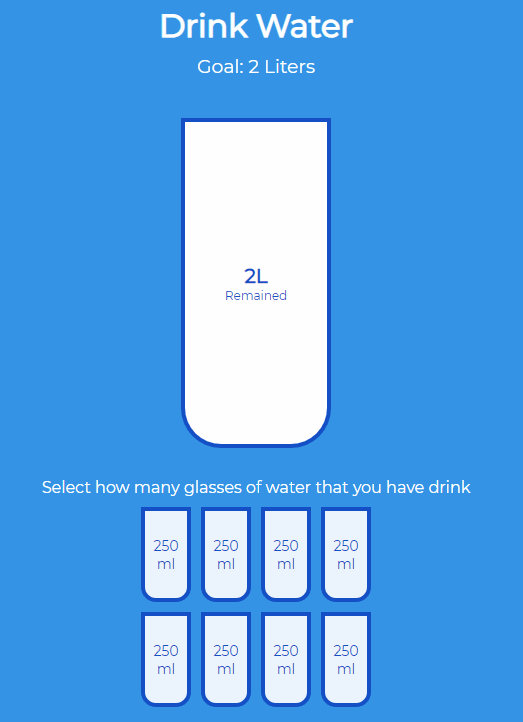 Drink Water
Goal: 2 Liters
2L
Remained
Select how many glasses of water that you have drink
250 250 250 250
ml ml ml ml
250 250 250 250
ml ml ml ml